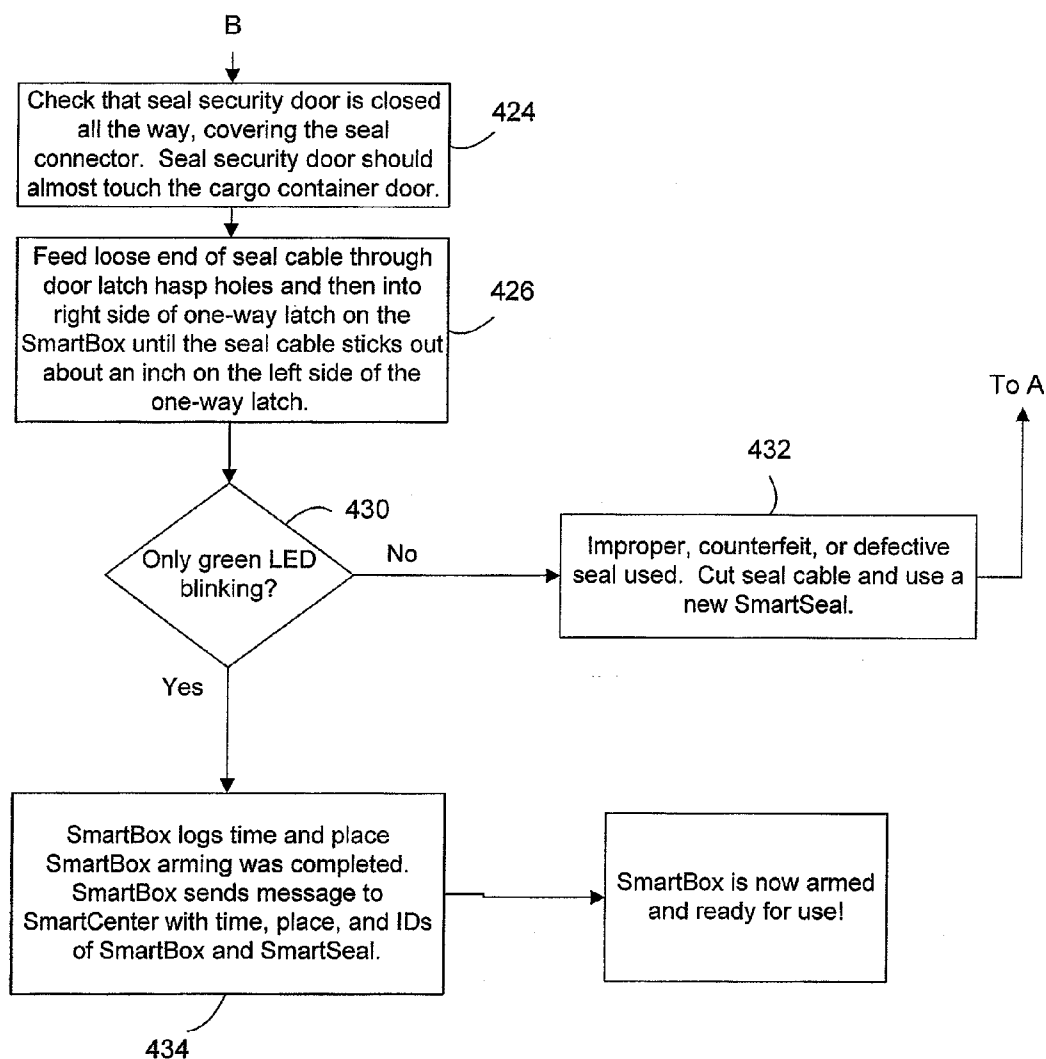 B
Check that seal security door is closed
all the way, covering the seal
connector. Seal security door should
almost touch the cargo container door.
424
Feed loose end of seal cable through
door latch hasp holes and then into
right side of one-way latch on the
SmartBox until the seal cable sticks out
about an inch on the left side of the
one-way latch.
426
To A
432
430
Only green LED
blinking?
No
Improper, counterfeit, or defective
seal used. Cut seal cable and use a
new SmartSeal.
Yes
SmartBox logs time and place
SmartBox arming was completed.
SmartBox sends message to
SmartCenter with time, place, and IDs
of SmartBox and SmartSeal.
SmartBox is now armed
and ready for use!
434